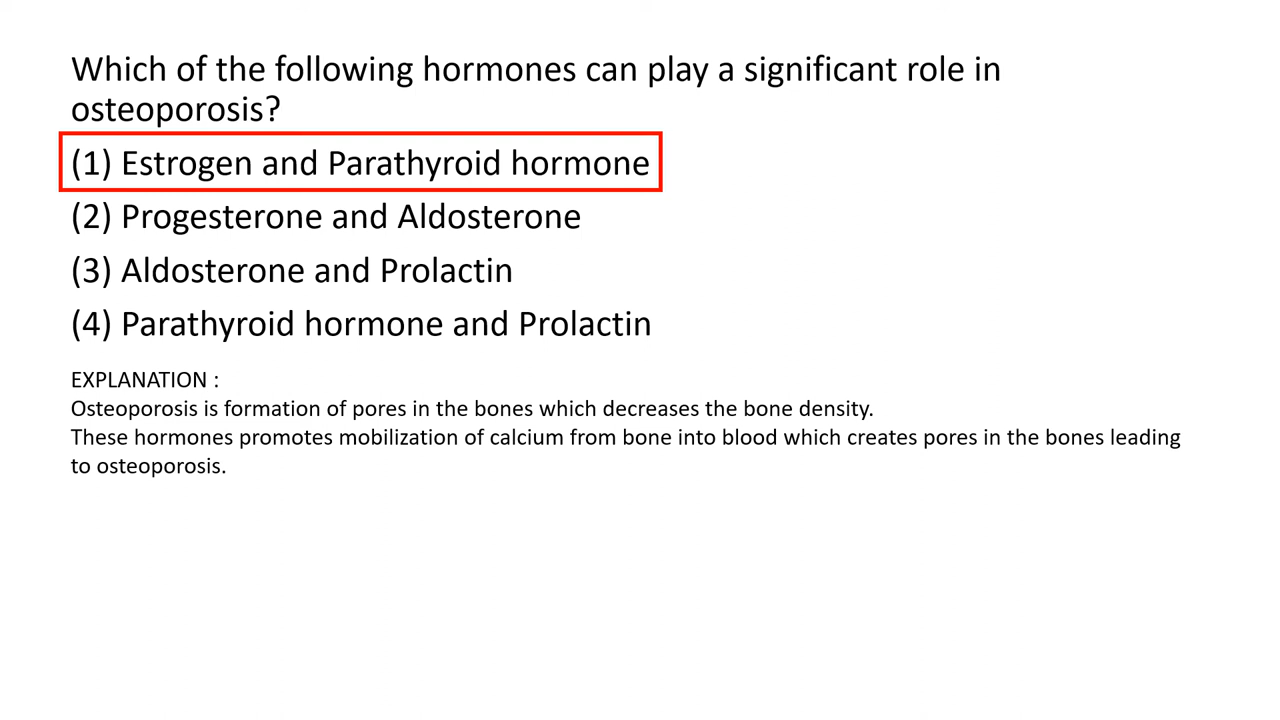 Which of the following hormones can play a significant role in
osteoporosis?
(1) Estrogen and Parathyroid hormone
(2) Progesterone and Aldosterone
(3) Aldosterone and Prolactin
(4) Parathyroid hormone and Prolactin
EXPLANATION :
Osteoporosis is formation of pores in the bones which decreases the bone density.
These hormones promotes mobilization of calcium from bone into blood which creates pores in the bones leading
to osteoporosis.